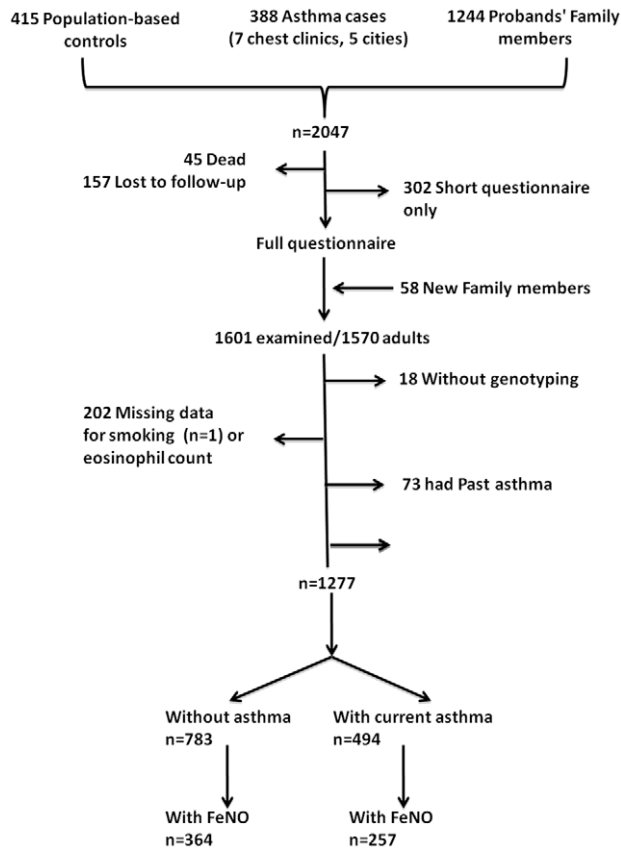 415 Population-based
controls
388 Asthma cases
(7 chest clinics, 5 cities)
1244 Probands' Family
members
n=2047
45 Dead
157 Lost to follow-up
302 Short questionnaire
only
Full questionnaire
58 New Family members
1601 examined/1570 adults
18 Without genotyping
202 Missing data
for smoking (n=1) or
eosinophil count
73 had Past asthma
n=1277
Without asthma
n=783
With current asthma
n=494
With FeNO
n=364
With FeNO
n=257